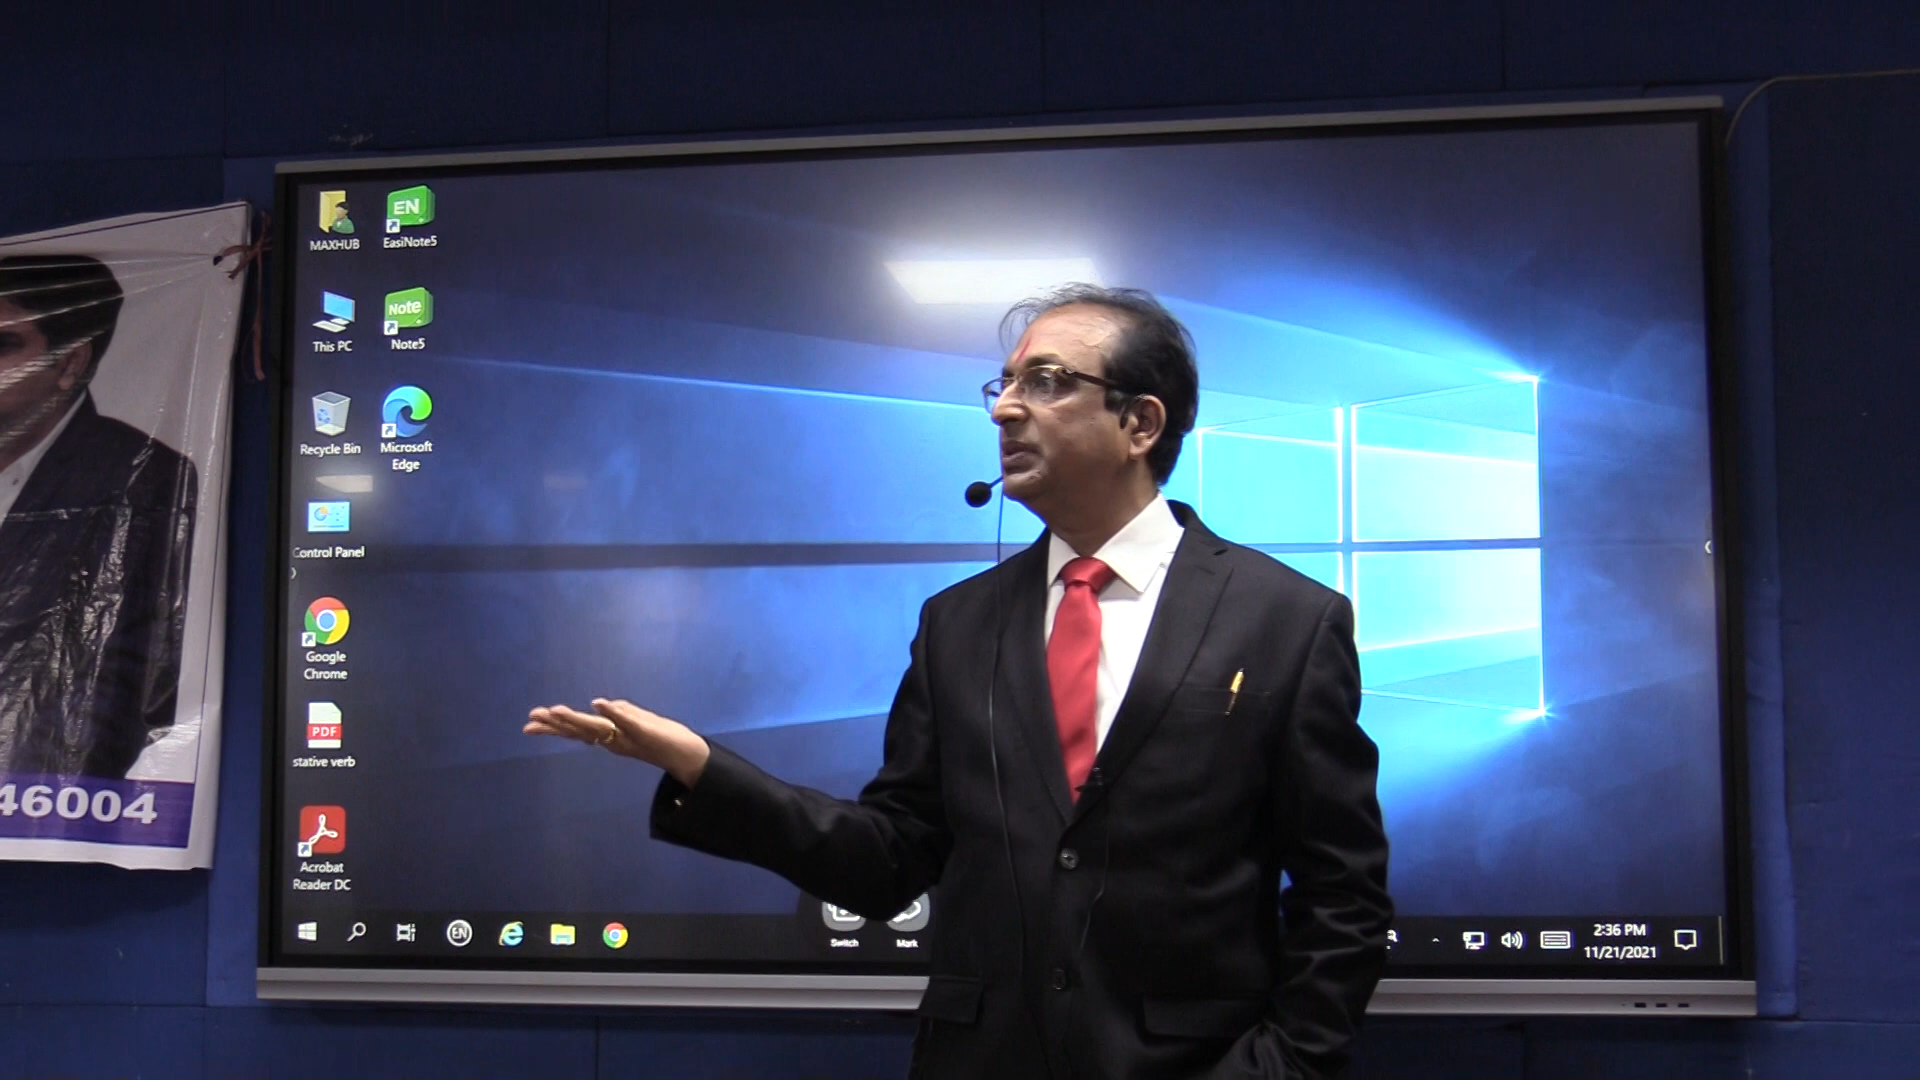 MAXHUB
EN
EasiNote5
This PC
Note
Note5
Recycle Bin
Microsoft
Edge
Control Panel
Google
Chrome
PDF
stative verb
Acrobat
Reader DC
46004
EN
Switch
Mark
2:36 PM
11/21/2021